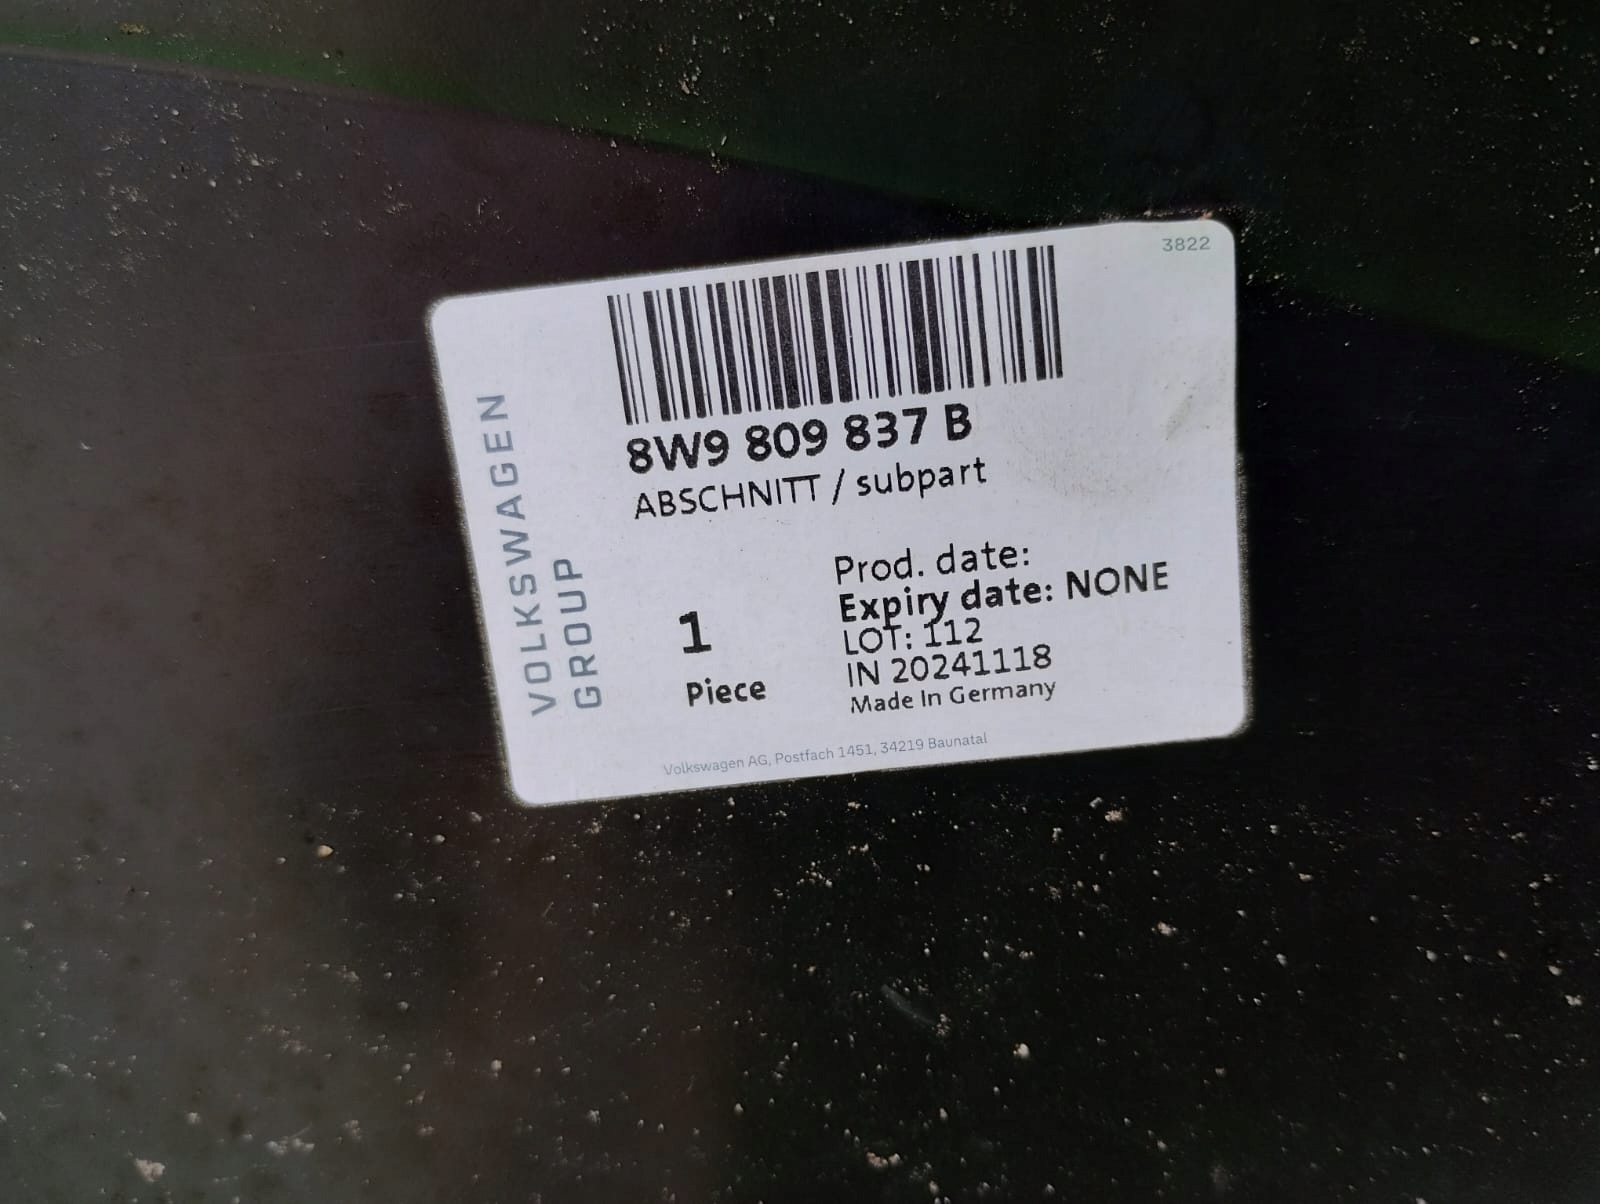 3822
8W9 809 837 B
ABSCHNITT / subpart
VOLKSWAGEN
GROUP
1
Piece
Prod. date:
Expiry date: NONE
LOT: 112
IN 20241118
Made In Germany
Volkswagen AG, Postfach 1451, 34219 Baunatal